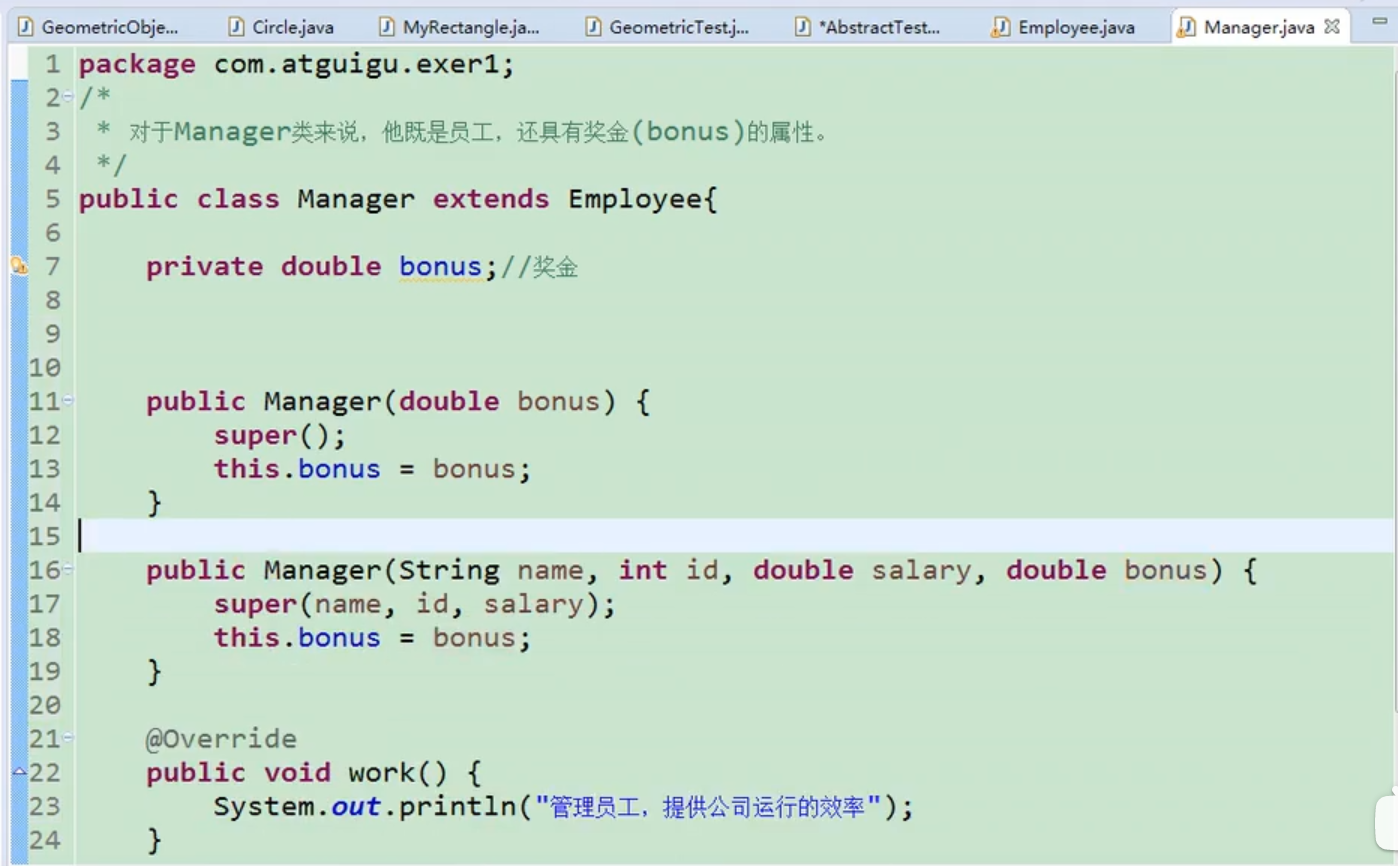 GeometricObje... Circle.java MyRectangle.ja... GeometricTest.j... *AbstractTest... Employee.java Manager.java
1 package com.atguigu.exer1;
2 /*
3  * 对于Manager类来说，他既是员工，还具有奖金(bonus)的属性。
4  */
5 public class Manager extends Employee{
6
7     private double bonus;//奖金
8
9
10
11     public Manager(double bonus) {
12         super();
13         this.bonus = bonus;
14     }
15
16     public Manager(String name, int id, double salary, double bonus) {
17         super(name, id, salary);
18         this.bonus = bonus;
19     }
20
21     @Override
22     public void work() {
23         System.out.println("管理员工，提供公司运行的效率");
24     }